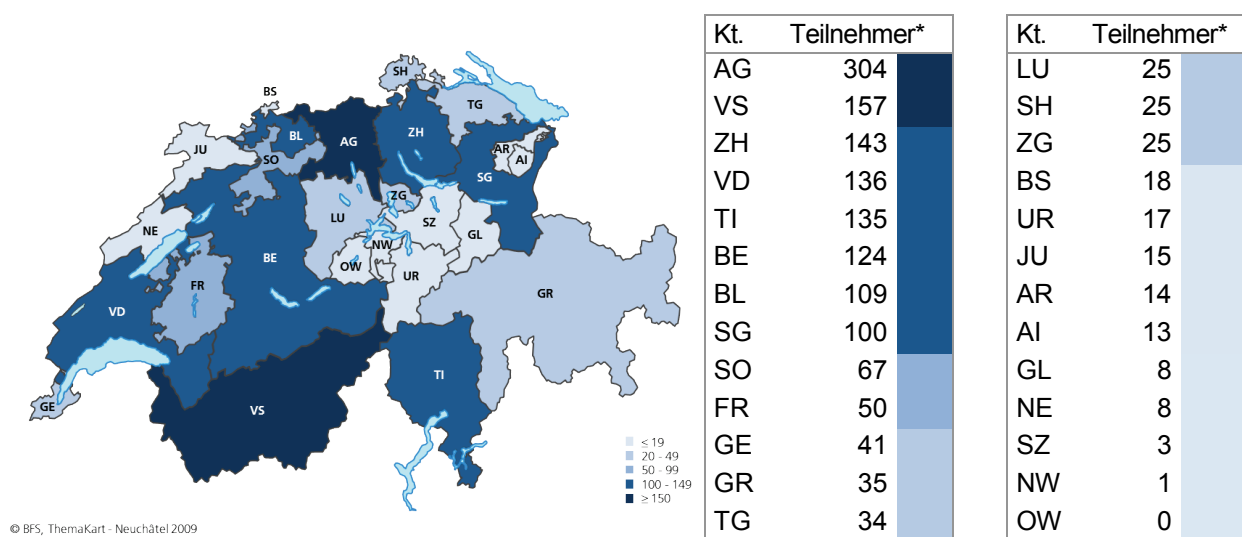 SH
BS
TG
BL
AG
ZH
JU
SO
AR
AI
SG
ZG
LU
SZ
NE
GL
NW
OW
UR
BE
FR
GR
VD
TI
GE
VS
≤ 19
20 - 49
50 - 99
100 - 149
≥ 150
© BFS, ThemaKart - Neuchâtel 2009
Kt. Teilnehmer*
AG 304
VS 157
ZH 143
VD 136
TI 135
BE 124
BL 109
SG 100
SO 67
FR 50
GE 41
GR 35
TG 34
Kt. Teilnehmer*
LU 25
SH 25
ZG 25
BS 18
UR 17
JU 15
AR 14
AI 13
GL 8
NE 8
SZ 3
NW 1
OW 0